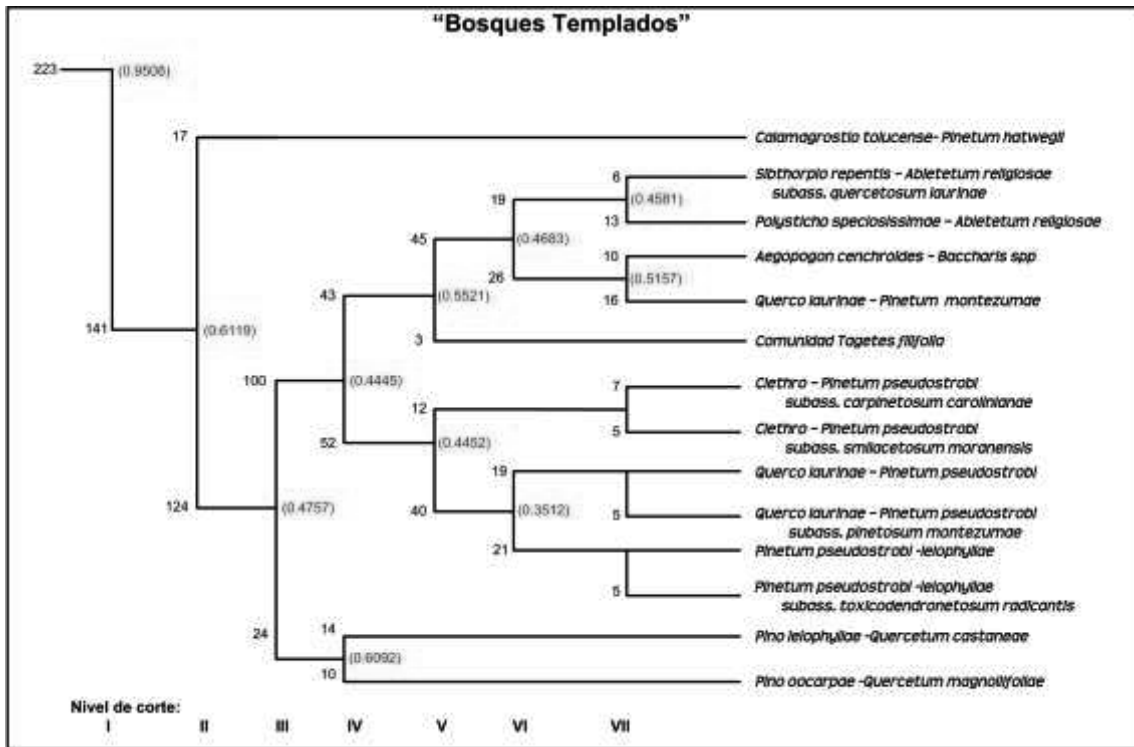 “Bosques Templados”
223
(0.9506)
17
Calamagrostio tolucense- Pinetum hatwegii
6
Sibthorpio repentis – Abietetum religiosae
subass. quercetosum laurinae
19
(0.4581)
13
Polysticho speciosissimae – Abietetum religiosae
45
(0.4683)
10
Aegopogon cenchroides – Baccharis spp
26
(0.5157)
43
(0.5521)
16
Querco laurinae – Pinetum montezumae
141
(0.6119)
3
Comunidad Tagetes filifolia
100
(0.4445)
7
Clethro – Pinetum pseudostrobi
subass. carpinetosum carolinianae
12
52
(0.4452)
5
Clethro – Pinetum pseudostrobi
subass. smilacetosum moranensis
19
Querco laurinae – Pinetum pseudostrobi
124
(0.4757)
40
(0.3512)
5
Querco laurinae – Pinetum pseudostrobi
subass. pinetosum montezumae
21
Pinetum pseudostrobi -leiophyllae
5
Pinetum pseudostrobi -leiophyllae
subass. toxicodendronetosum radicantis
24
14
Pino leiophyllae -Quercetum castaneae
(0.6092)
10
Pino oocarpae -Quercetum magnoliifoliae
Nivel de corte:
I II III IV V VI VII